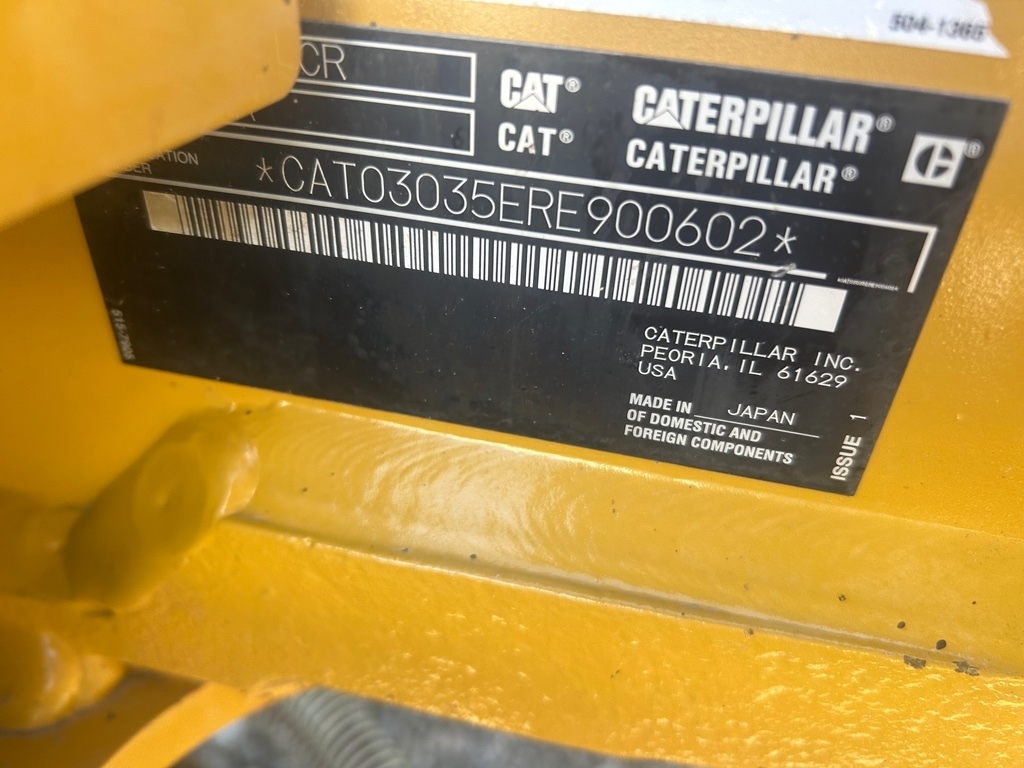 504-1365
CR
CAT® CATERPILLAR®
CAT® CATERPILLAR®
*CAT03035ERE900602*
CATERPILLAR INC.
PEORIA, IL 61629
USA
MADE IN JAPAN
OF DOMESTIC AND
FOREIGN COMPONENTS
ISSUE 1